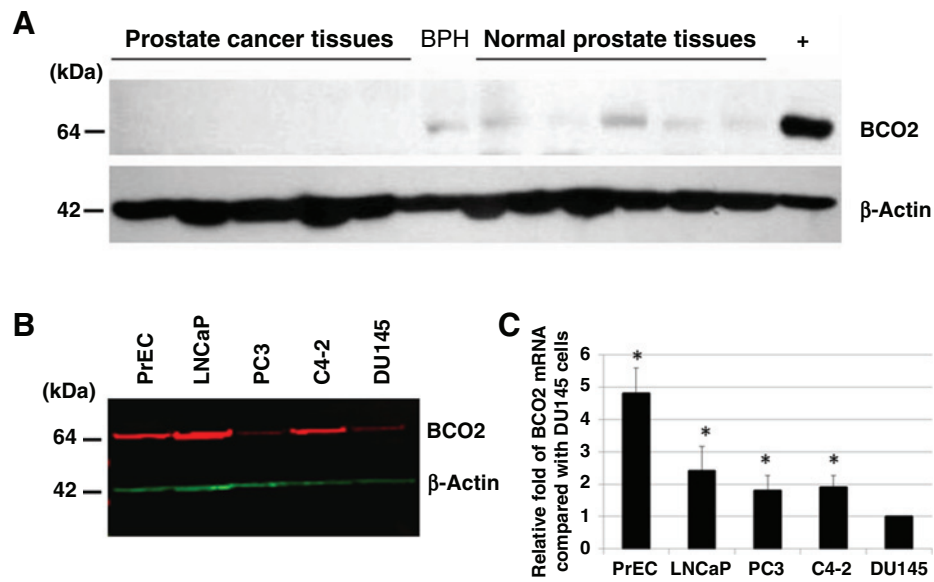 A
Prostate cancer tissues BPH Normal prostate tissues +
(kDa)
64 BCO2
42 β-Actin
B
PrEC LNCaP PC3 C4-2 DU145
(kDa)
64 BCO2
42 β-Actin
C
Relative fold of BCO2 mRNA
compared with DU145 cells
6
5
4
3
2
1
0
* * * *
PrEC LNCaP PC3 C4-2 DU145